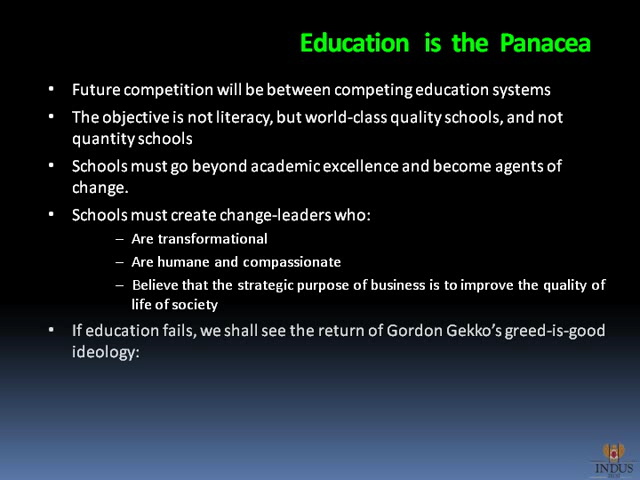 Education is the Panacea
• Future competition will be between competing education systems
• The objective is not literacy, but world-class quality schools, and not
quantity schools
• Schools must go beyond academic excellence and become agents of
change.
• Schools must create change-leaders who:
– Are transformational
– Are humane and compassionate
– Believe that the strategic purpose of business is to improve the quality of
life of society
• If education fails, we shall see the return of Gordon Gekko's greed-is-good
ideology:
INDUS